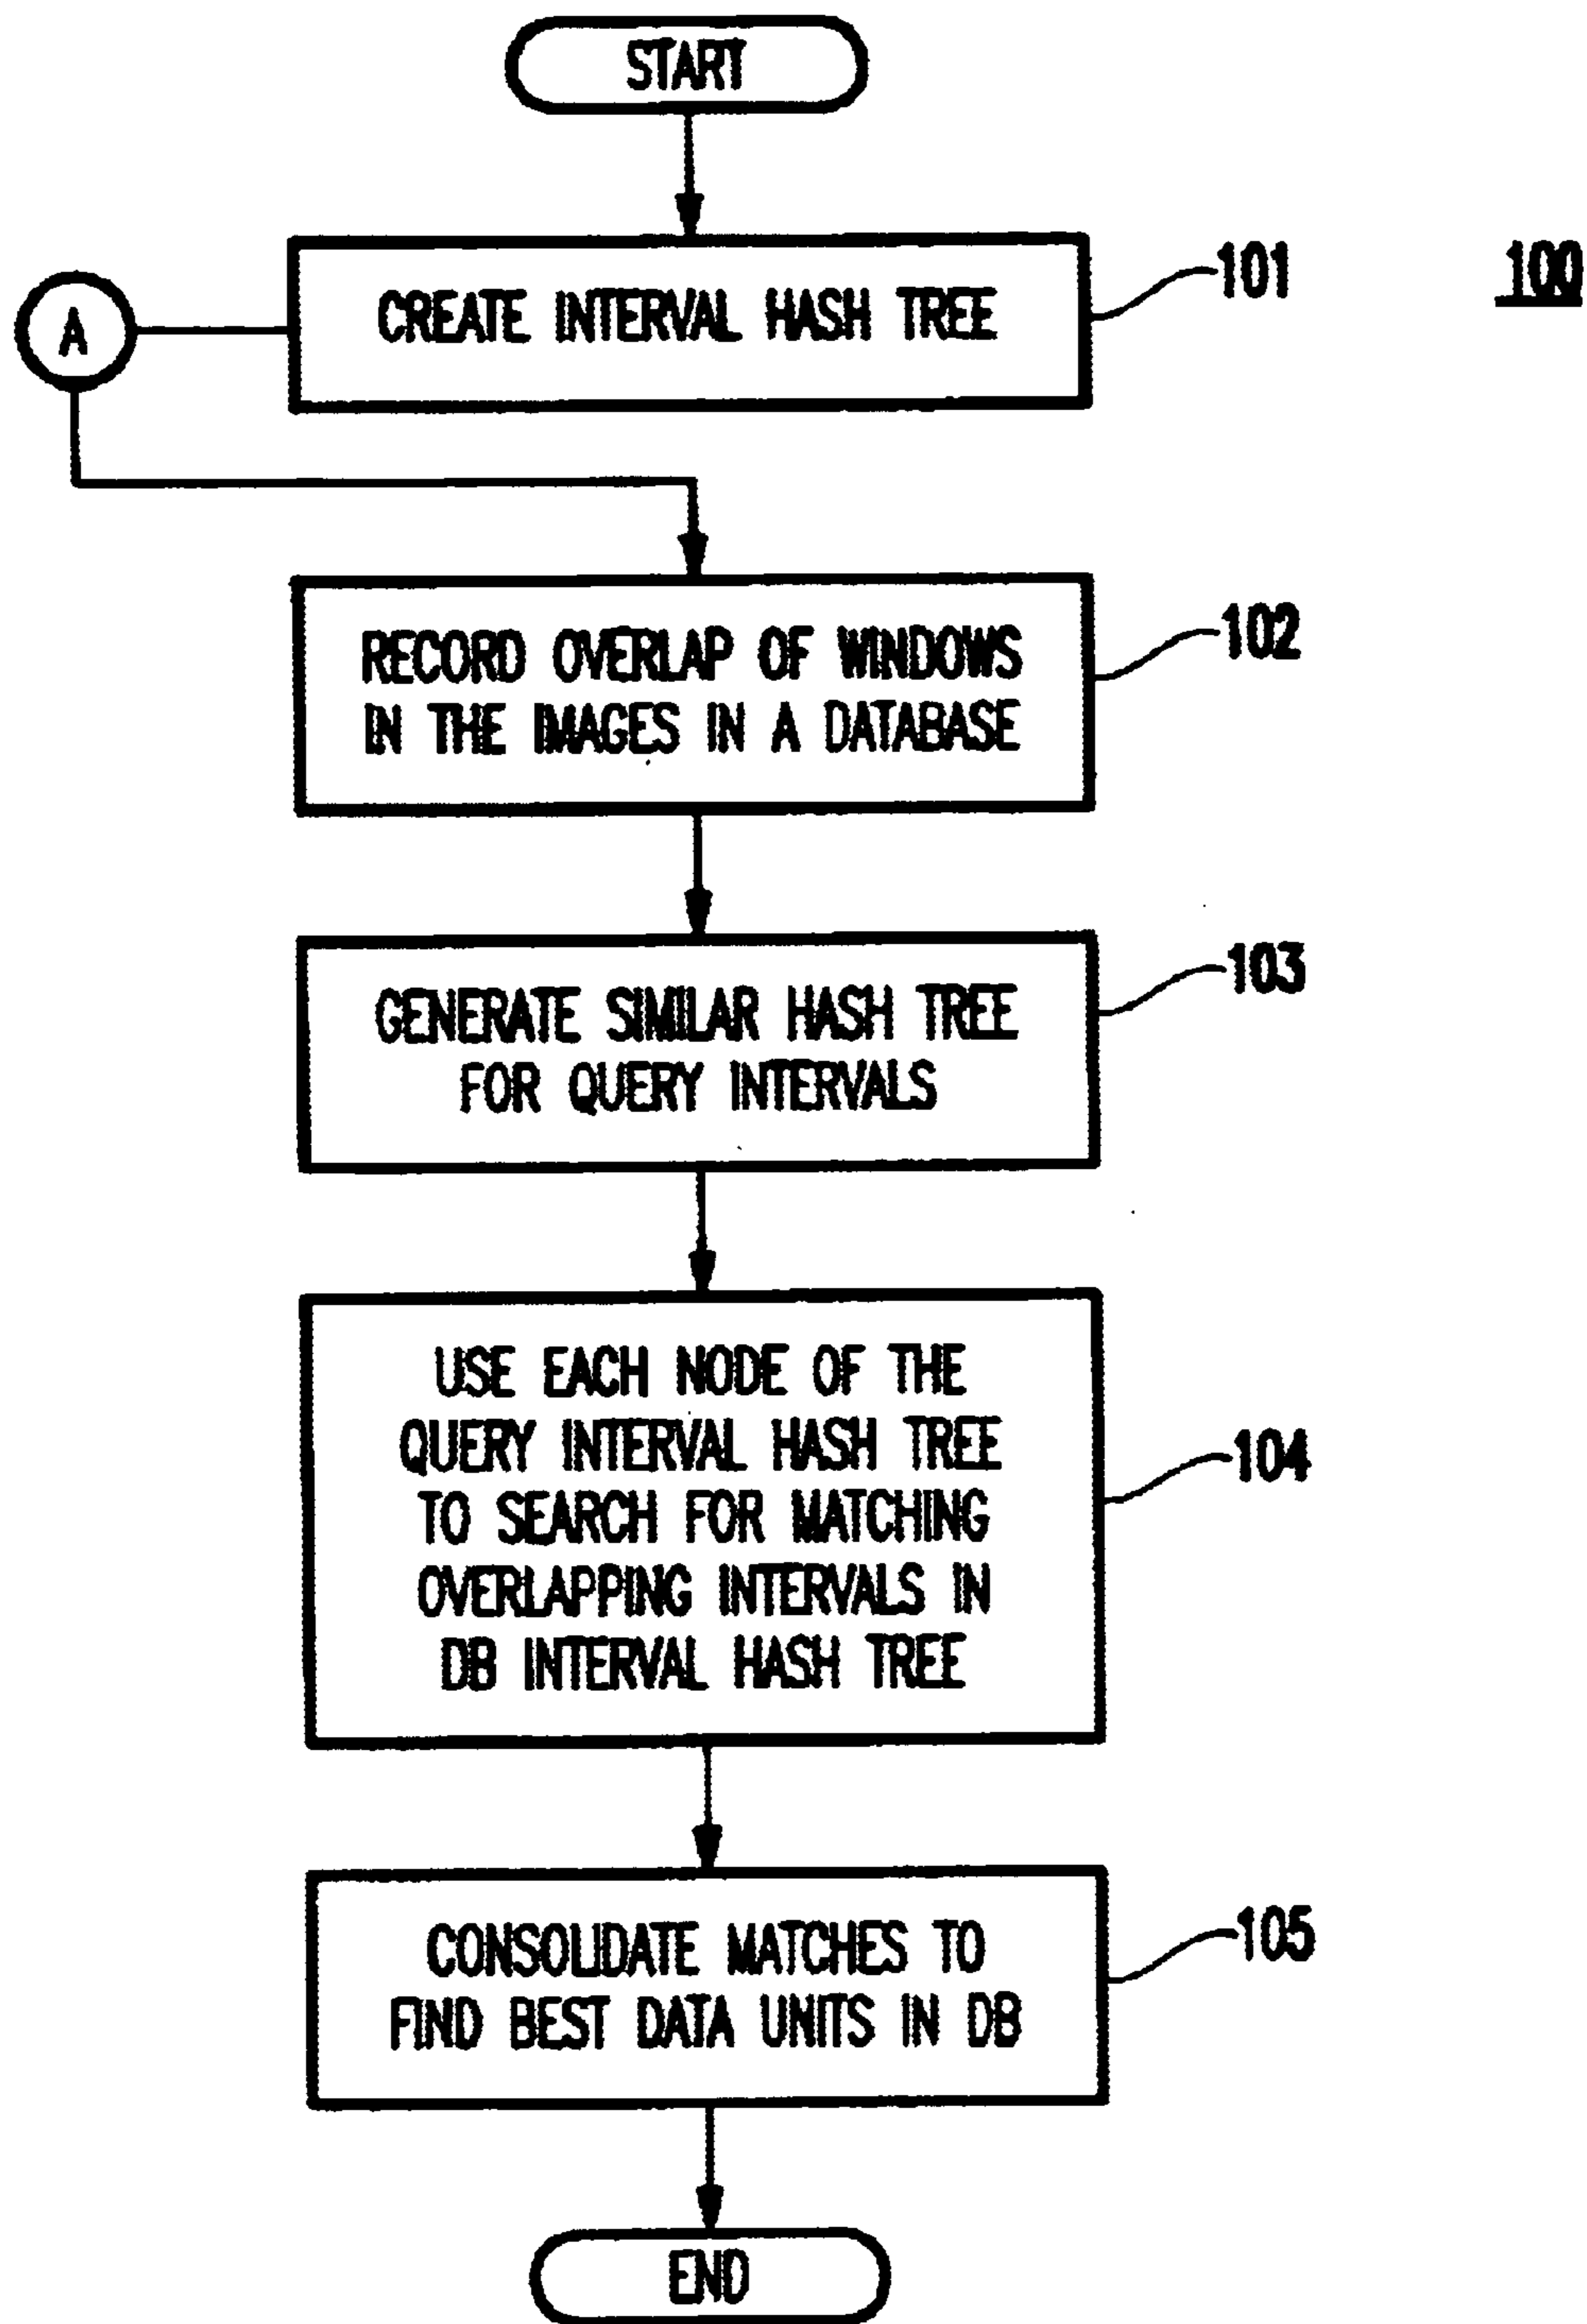 START
CREATE INTERVAL HASH TREE
101
100
A
RECORD OVERLAP OF WINDOWS
IN THE IMAGES IN A DATABASE
102
GENERATE SIMILAR HASH TREE
FOR QUERY INTERVALS
103
USE EACH NODE OF THE
QUERY INTERVAL HASH TREE
TO SEARCH FOR MATCHING
OVERLAPPING INTERVALS IN
DB INTERVAL HASH TREE
104
CONSOLIDATE MATCHES TO
FIND BEST DATA UNITS IN DB
105
END